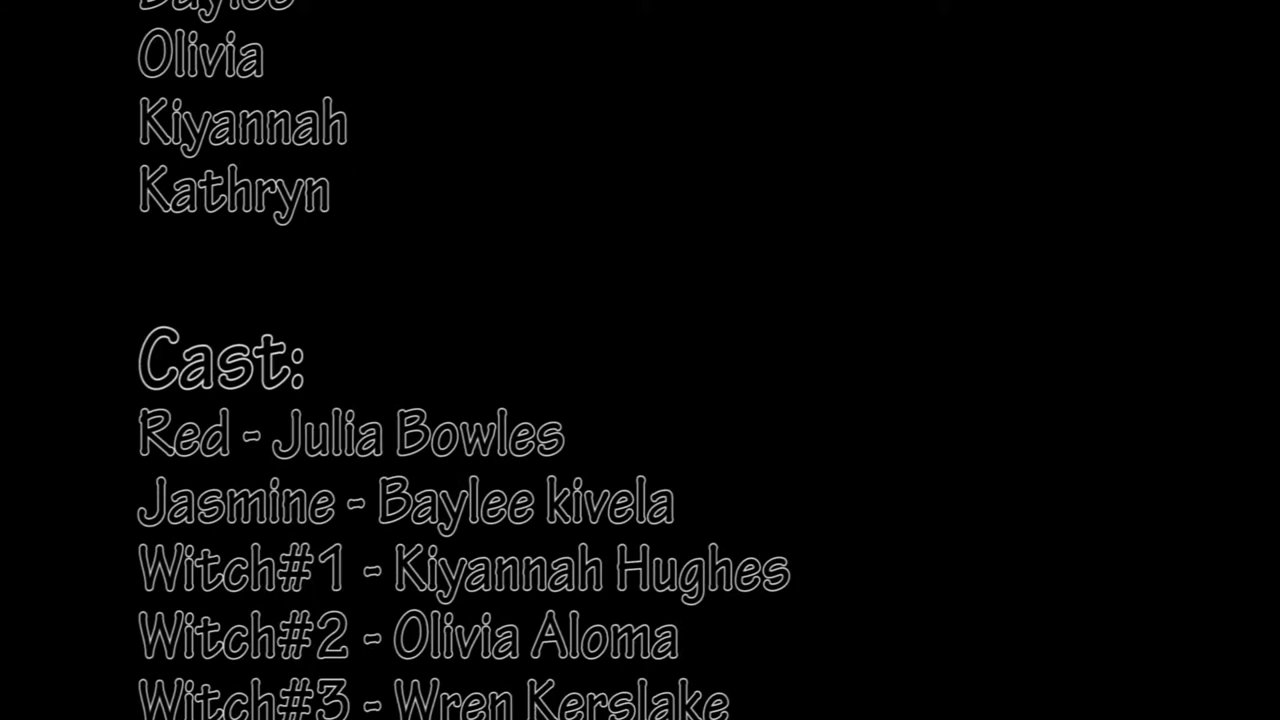 Baylee
Olivia
Kiyannah
Kathryn
Cast:
Red - Julia Bowles
Jasmine - Baylee kivela
Witch#1 - Kiyannah Hughes
Witch#2 - Olivia Aloma
Witch#3 - Wren Kerslake